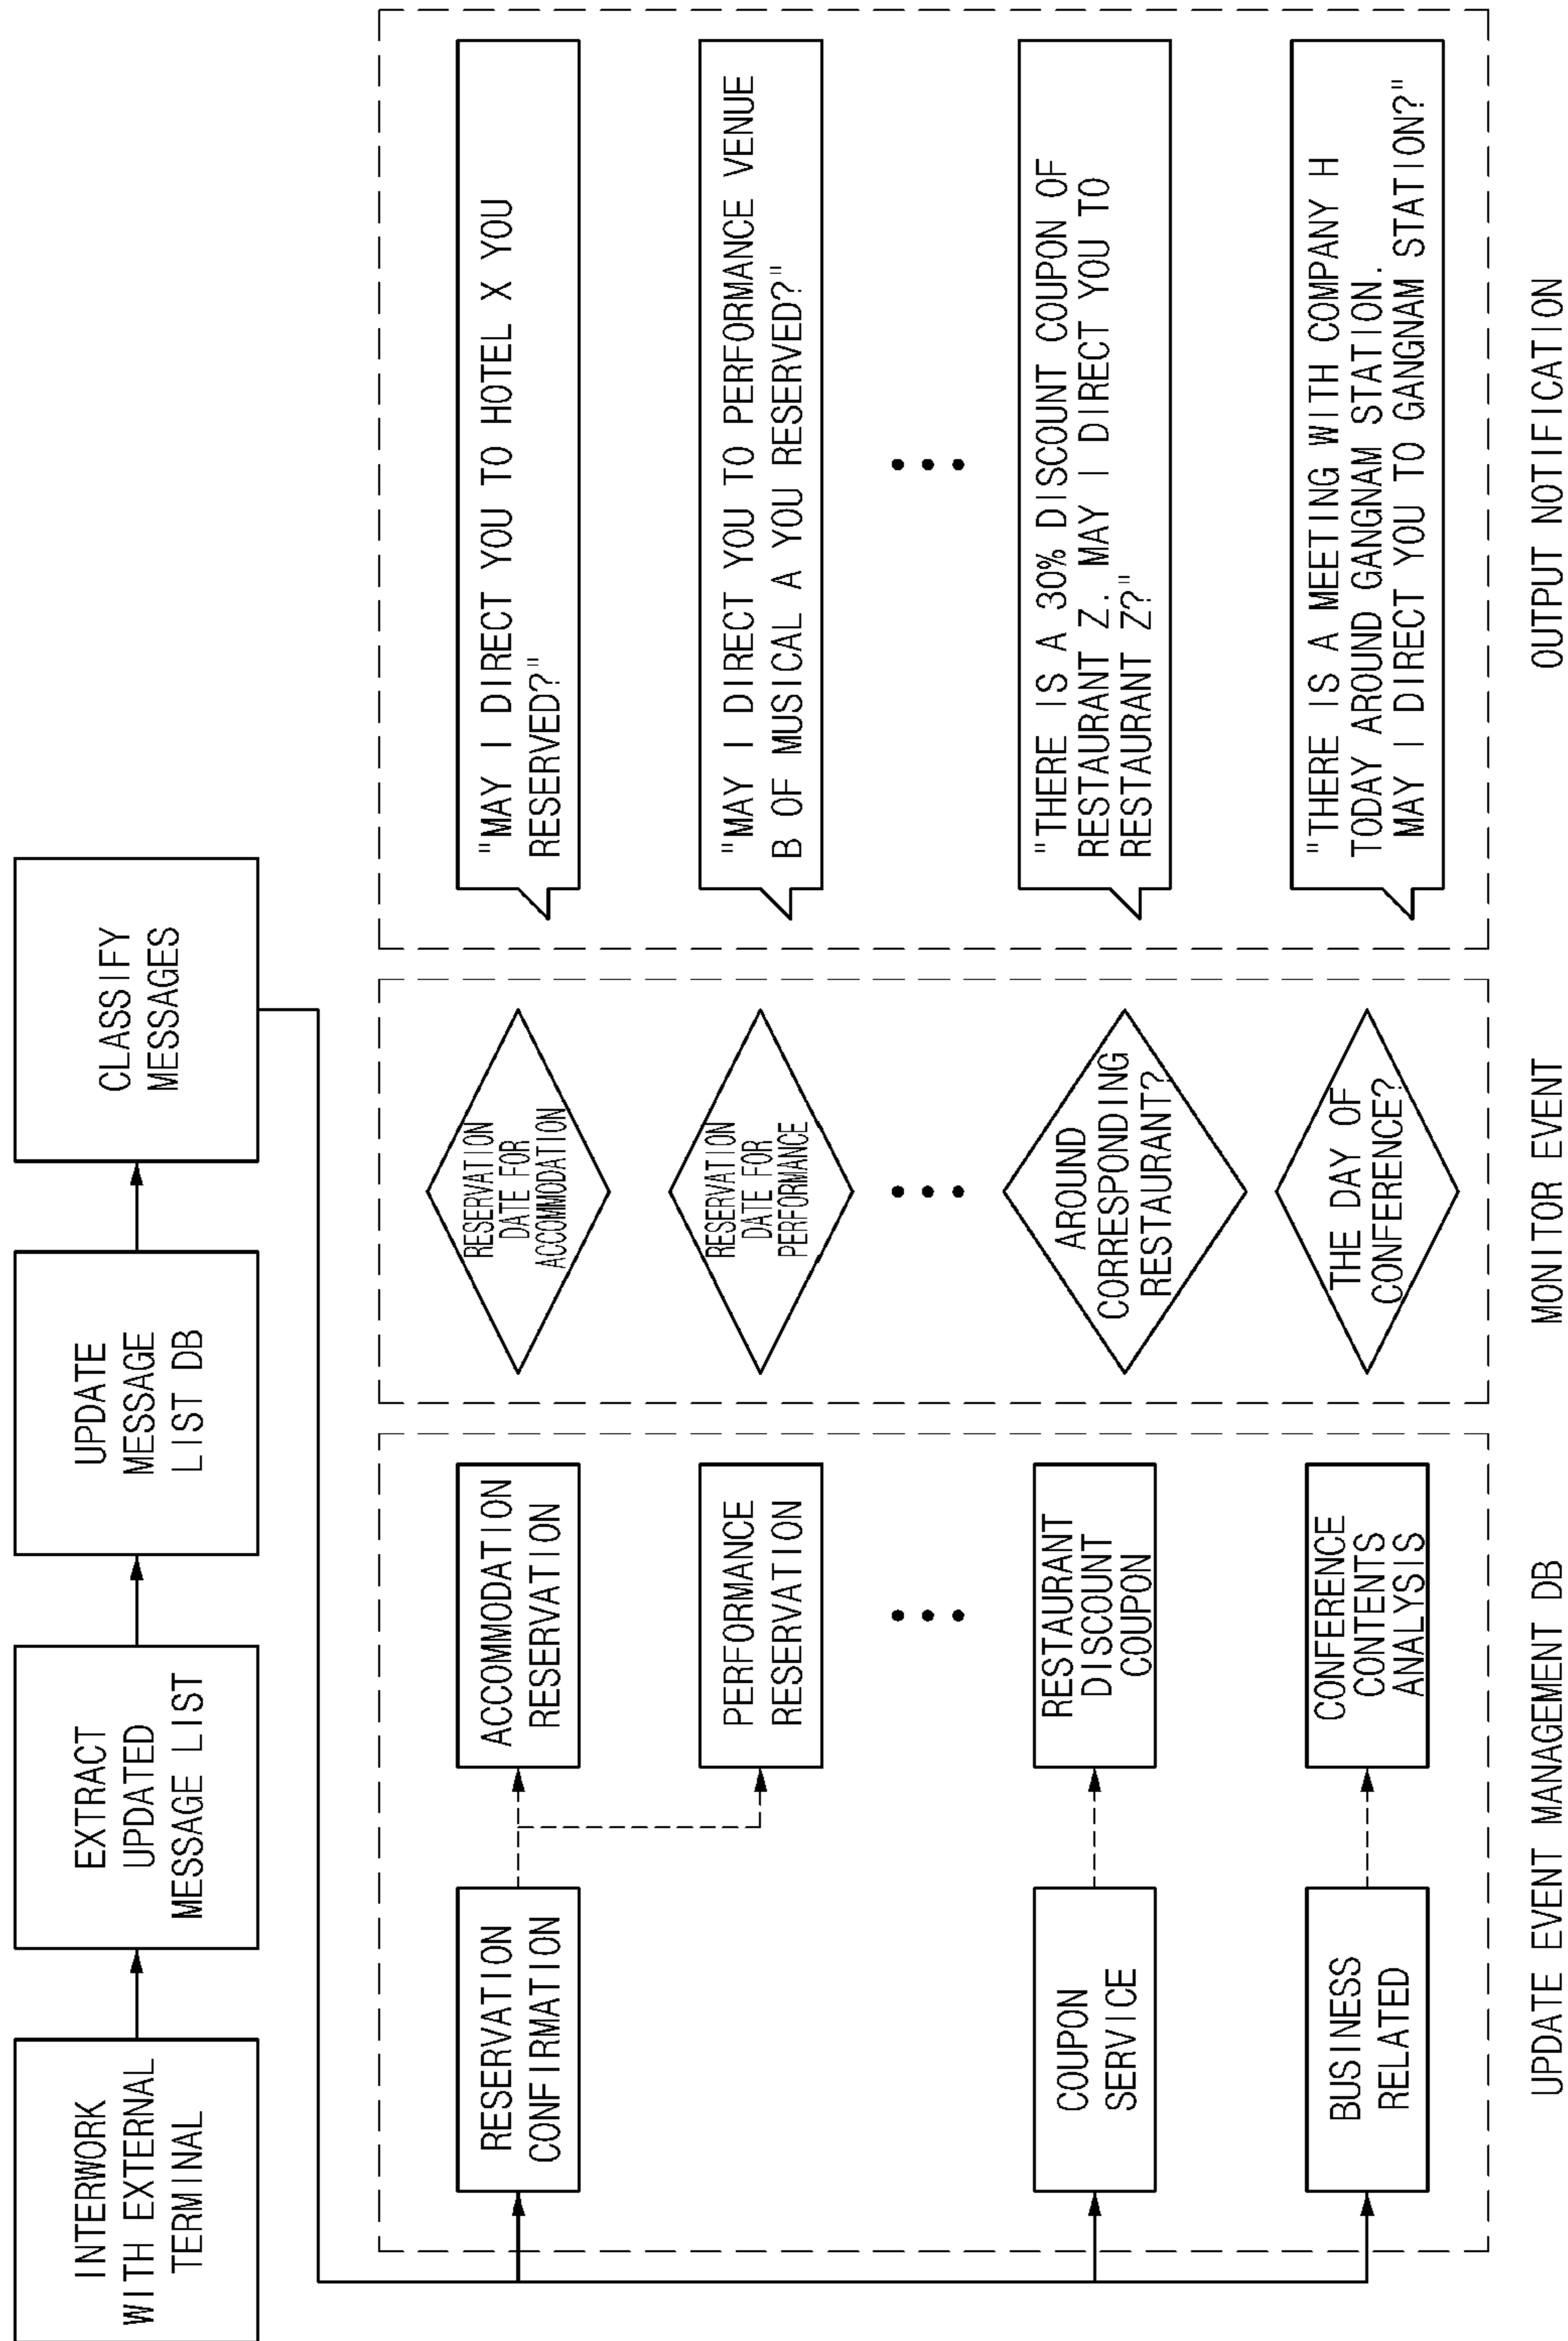 INTERWORK
WITH EXTERNAL
TERMINAL
EXTRACT
UPDATED
MESSAGE LIST
UPDATE
MESSAGE
LIST DB
CLASSIFY
MESSAGES
RESERVATION
CONFIRMATION
ACCOMMODATION
RESERVATION
RESERVATION
DATE FOR
ACCOMMODATION
"MAY I DIRECT YOU TO HOTEL X YOU
RESERVED?"
PERFORMANCE
RESERVATION
RESERVATION
DATE FOR
PERFORMANCE
"MAY I DIRECT YOU TO PERFORMANCE VENUE
B OF MUSICAL A YOU RESERVED?"
COUPON
SERVICE
RESTAURANT
DISCOUNT
COUPON
AROUND
CORRESPONDING
RESTAURANT?
"THERE IS A 30% DISCOUNT COUPON OF
RESTAURANT Z. MAY I DIRECT YOU TO
RESTAURANT Z?"
BUSINESS
RELATED
CONFERENCE
CONTENTS
ANALYSIS
THE DAY OF
CONFERENCE?
"THERE IS A MEETING WITH COMPANY H
TODAY AROUND GANGNAM STATION.
MAY I DIRECT YOU TO GANGNAM STATION?"
UPDATE EVENT MANAGEMENT DB
MONITOR EVENT
OUTPUT NOTIFICATION